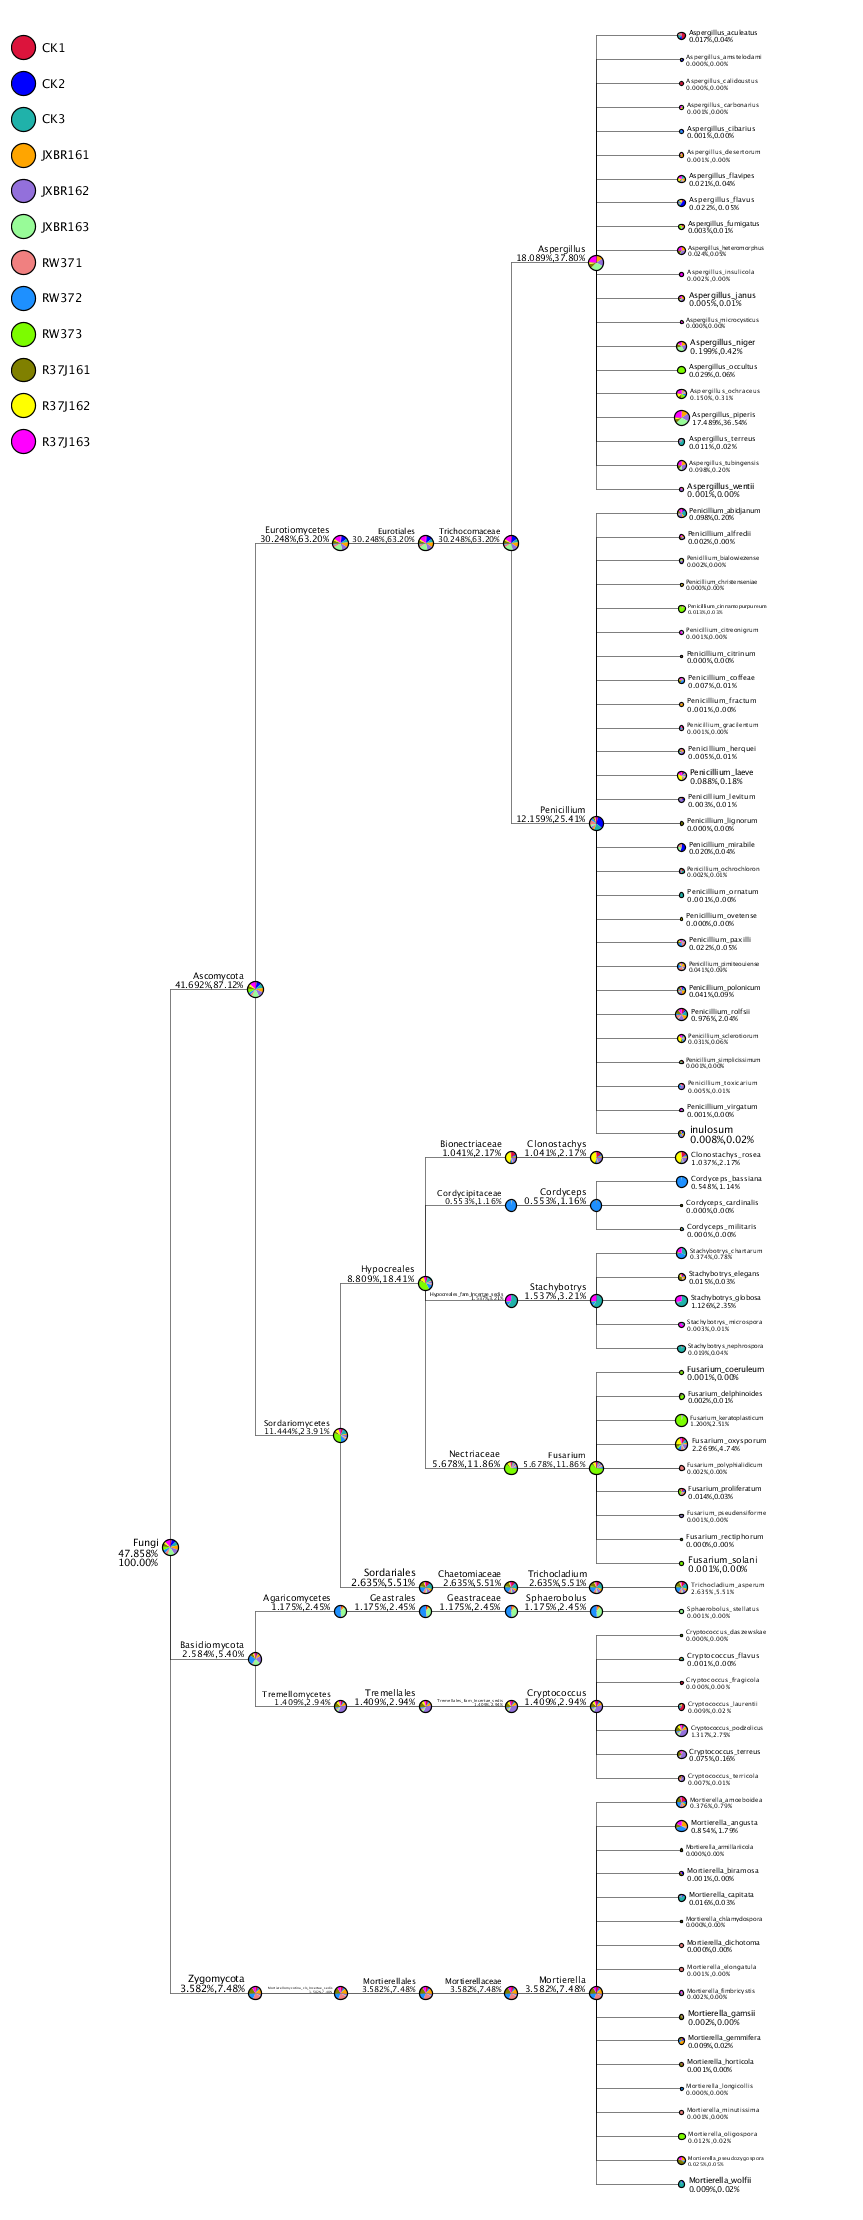 CK1
CK2
CK3
JXBR161
JXBR162
JXBR163
RW371
RW372
RW373
R37J161
R37J162
R37J163
Fungi
47.858%
100.00%
Ascomycota
41.692%,87.12%
Eurotiomycetes
30.248%,63.20%
Eurotiales
30.248%,63.20%
Trichocomaceae
30.248%,63.20%
Aspergillus
18.089%,37.80%
Aspergillus_aculeatus
0.017%,0.04%
Aspergillus_amstelodami
0.000%,0.00%
Aspergillus_calidoustus
0.000%,0.00%
Aspergillus_carbonarius
0.001%,0.00%
Aspergillus_cibarius
0.001%,0.00%
Aspergillus_desertorum
0.001%,0.00%
Aspergillus_flavipes
0.021%,0.04%
Aspergillus_flavus
0.022%,0.05%
Aspergillus_fumigatus
0.003%,0.01%
Aspergillus_heteromorphus
0.024%,0.05%
Aspergillus_insulicola
0.002%,0.00%
Aspergillus_janus
0.005%,0.01%
Aspergillus_microcysticus
0.000%,0.00%
Aspergillus_niger
0.199%,0.42%
Aspergillus_occultus
0.029%,0.06%
Aspergillus_ochraceus
0.150%,0.31%
Aspergillus_piperis
17.489%,36.54%
Aspergillus_terreus
0.011%,0.02%
Aspergillus_tubingensis
0.098%,0.20%
Aspergillus_wentii
0.001%,0.00%
Penicillium
12.159%,25.41%
Penicillium_abidjanum
0.098%,0.20%
Penicillium_alfredii
0.002%,0.00%
Penicillium_bialowiezense
0.002%,0.00%
Penicillium_christenseniae
0.000%,0.00%
Penicillium_cinnamopurpureum
0.013%,0.03%
Penicillium_citreonigrum
0.001%,0.00%
Penicillium_citrinum
0.000%,0.00%
Penicillium_coffeae
0.007%,0.01%
Penicillium_fractum
0.001%,0.00%
Penicillium_gracilentum
0.001%,0.00%
Penicillium_herquei
0.005%,0.01%
Penicillium_laeve
0.088%,0.18%
Penicillium_levitum
0.003%,0.01%
Penicillium_lignorum
0.000%,0.00%
Penicillium_mirabile
0.020%,0.04%
Penicillium_ochrochloron
0.002%,0.01%
Penicillium_ornatum
0.001%,0.00%
Penicillium_ovetense
0.000%,0.00%
Penicillium_paxilli
0.022%,0.05%
Penicillium_pimiteouiense
0.041%,0.09%
Penicillium_polonicum
0.041%,0.09%
Penicillium_rolfsii
0.976%,2.04%
Penicillium_sclerotiorum
0.031%,0.06%
Penicillium_simplicissimum
0.001%,0.00%
Penicillium_toxicarium
0.005%,0.01%
Penicillium_virgatum
0.001%,0.00%
inulosum
0.008%,0.02%
Sordariomycetes
11.444%,23.91%
Hypocreales
8.809%,18.41%
Bionectriaceae
1.041%,2.17%
Clonostachys
1.041%,2.17%
Clonostachys_rosea
1.037%,2.17%
Cordycipitaceae
0.553%,1.16%
Cordyceps
0.553%,1.16%
Cordyceps_bassiana
0.548%,1.14%
Cordyceps_cardinalis
0.000%,0.00%
Cordyceps_militaris
0.000%,0.00%
Hypocreales_fam_Incertae_sedis
1.537%,3.21%
Stachybotrys
1.537%,3.21%
Stachybotrys_chartarum
0.374%,0.78%
Stachybotrys_elegans
0.015%,0.03%
Stachybotrys_globosa
1.126%,2.35%
Stachybotrys_microspora
0.003%,0.01%
Stachybotrys_nephrospora
0.019%,0.04%
Nectriaceae
5.678%,11.86%
Fusarium
5.678%,11.86%
Fusarium_coeruleum
0.001%,0.00%
Fusarium_delphinoides
0.002%,0.01%
Fusarium_keratoplasticum
1.200%,2.51%
Fusarium_oxysporum
2.269%,4.74%
Fusarium_polyphialidicum
0.002%,0.00%
Fusarium_proliferatum
0.014%,0.03%
Fusarium_pseudensiforme
0.001%,0.00%
Fusarium_rectiphorum
0.000%,0.00%
Fusarium_solani
0.001%,0.00%
Sordariales
2.635%,5.51%
Chaetomiaceae
2.635%,5.51%
Trichocladium
2.635%,5.51%
Trichocladium_asperum
2.635%,5.51%
Basidiomycota
2.584%,5.40%
Agaricomycetes
1.175%,2.45%
Geastrales
1.175%,2.45%
Geastraceae
1.175%,2.45%
Sphaerobolus
1.175%,2.45%
Sphaerobolus_stellatus
0.001%,0.00%
Tremellomycetes
1.409%,2.94%
Tremellales
1.409%,2.94%
Tremellales_fam_Incertae_sedis
1.409%,2.94%
Cryptococcus
1.409%,2.94%
Cryptococcus_daszewskae
0.000%,0.00%
Cryptococcus_flavus
0.001%,0.00%
Cryptococcus_fragicola
0.000%,0.00%
Cryptococcus_laurentii
0.009%,0.02%
Cryptococcus_podzolicus
1.317%,2.75%
Cryptococcus_terreus
0.075%,0.16%
Cryptococcus_terricola
0.007%,0.01%
Zygomycota
3.582%,7.48%
3.582%,7.48%
Mortierellales
3.582%,7.48%
Mortierellaceae
3.582%,7.48%
Mortierella
3.582%,7.48%
Mortierella_amoeboidea
0.376%,0.79%
Mortierella_angusta
0.854%,1.79%
Mortierella_armillariicola
0.000%,0.00%
Mortierella_biramosa
0.001%,0.00%
Mortierella_capitata
0.016%,0.03%
Mortierella_chlamydospora
0.000%,0.00%
Mortierella_dichotoma
0.000%,0.00%
Mortierella_elongatula
0.001%,0.00%
Mortierella_fimbricystis
0.002%,0.00%
Mortierella_gamsii
0.002%,0.00%
Mortierella_gemmifera
0.009%,0.02%
Mortierella_horticola
0.001%,0.00%
Mortierella_longicollis
0.000%,0.00%
Mortierella_minutissima
0.001%,0.00%
Mortierella_oligospora
0.012%,0.02%
Mortierella_pseudozygospora
0.025%,0.05%
Mortierella_wolfii
0.009%,0.02%